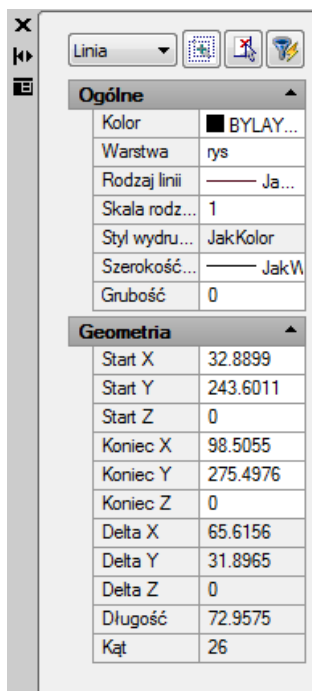 Linia
Ogólne
Kolor BYLAY...
Warstwa rys
Rodzaj linii Ja...
Skala rodz... 1
Styl wydru... JakKolor
Szerokość... JakW
Grubość 0
Geometria
Start X 32.8899
Start Y 243.6011
Start Z 0
Koniec X 98.5055
Koniec Y 275.4976
Koniec Z 0
Delta X 65.6156
Delta Y 31.8965
Delta Z 0
Długość 72.9575
Kąt 26